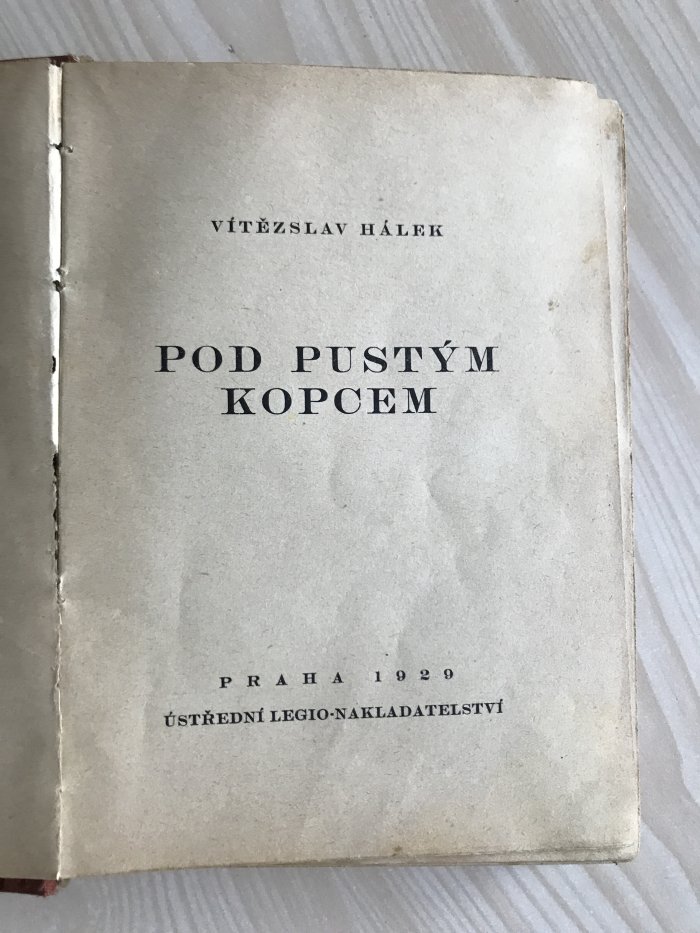 VÍTĚZSLAV HÁLEK
POD PUSTÝM
KOPCEM
PRAHA 1929
ÚSTŘEDNÍ LEGIO-NAKLADATELSTVÍ